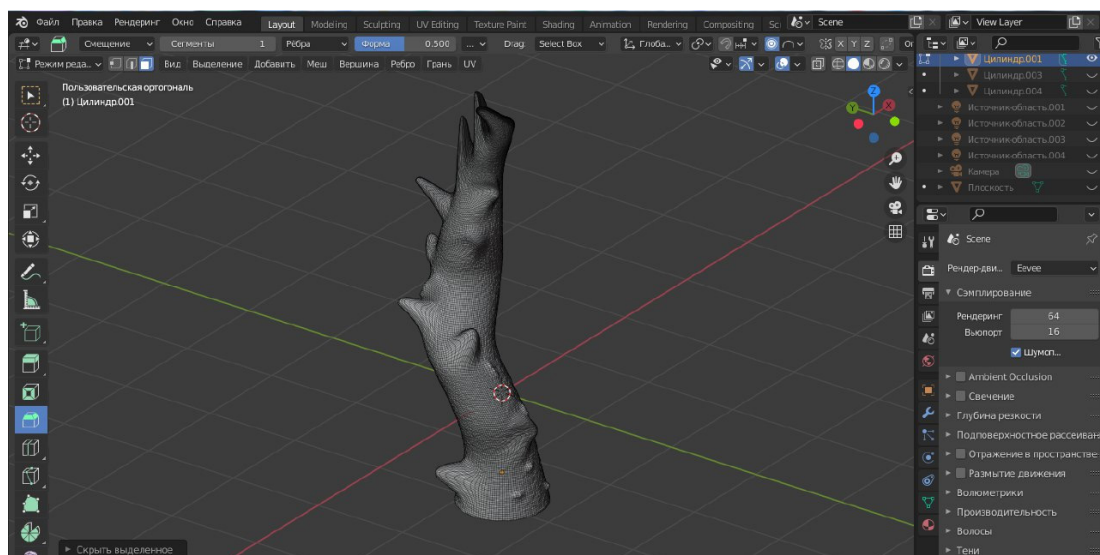 Файл Правка Рендеринг Окно Справка Layout Modeling Sculpting UV Editing Texture Paint Shading Animation Rendering Compositing Sc Scene View Layer
Смещение Сегменты 1 Рёбра Форма 0.500 ... Drag: Select Box Глоба... X Y Z
Режим реда... Вид Выделение Добавить Меш Вершина Ребро Грань UV
Пользовательская ортогональ
(1) Цилиндр.001
Z
Y X
Скрыть выделенное
Цилиндр.001
Цилиндр.003
Цилиндр.004
Источник-область.001
Источник-область.002
Источник-область.003
Источник-область.004
Камера
Плоскость
Scene
Рендер-дви... Eevee
Сэмплирование
Рендеринг 64
Вьюпорт 16
Шумоп...
Ambient Occlusion
Свечение
Глубина резкости
Подповерхностное рассеиван
Отражение в пространстве
Размытие движения
Волюметрики
Производительность
Волосы
Тени